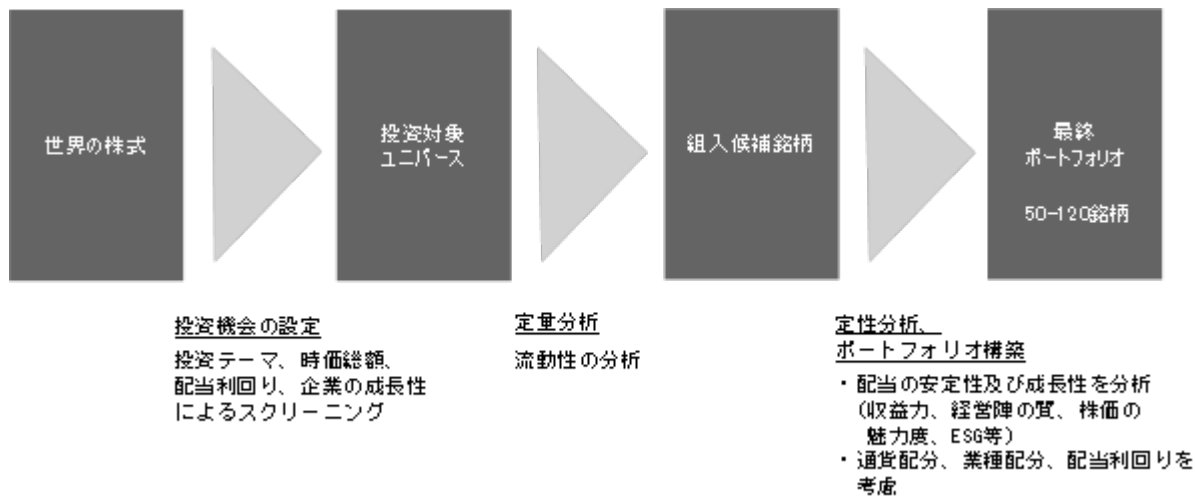 世界の株式
投資対象
ユニバース
組入候補銘柄
最終
ポートフォリオ
50-120銘柄
投資機会の設定
投資テーマ、時価総額、
配当利回り、企業の成長性
によるスクリーニング
定量分析
流動性の分析
定性分析、
ポートフォリオ構築
・配当の安定性及び成長性を分析
（収益力、経営陣の質、株価の
魅力度、ESG等）
・通貨配分、業種配分、配当利回りを
考慮